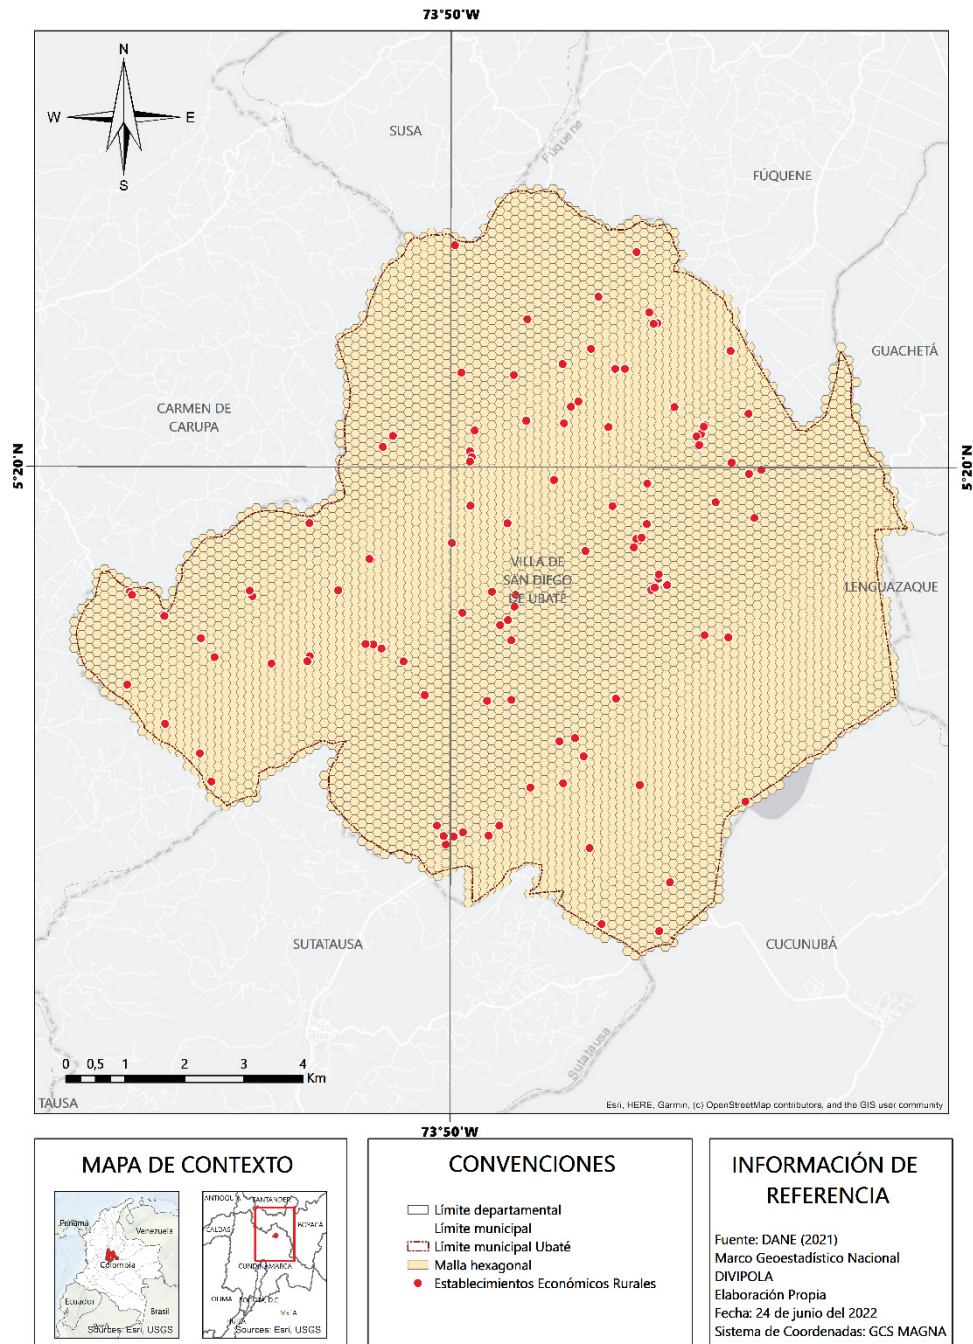 73°50'W
N
W E
S
SUSA
Fúquene
FÚQUENE
GUACHETÁ
CARMEN DE
CARUPA
5°20'N
5°20'N
VILLA DE
SAN DIEGO
DE UBATÉ
LENGUAZAQUE
SUTATAUSA
CUCUNUBÁ
Sutatausa
0 0,5 1 2 3 4
Km
TAUSA
Esri, HERE, Garmin, (c) OpenStreetMap contributors, and the GIS user community
73°50'W
MAPA DE CONTEXTO
Panama
Venezuela
Colombia
Ecuador
Brasil
Sources: Esri, USGS
ANTIOQUIA
SANTANDER
CALDAS
BOYACÁ
CUNDINAMARCA
BOGOTÁ, D.C.
Sources: Esri, USGS
CONVENCIONES
Límite departamental
Límite municipal
Límite municipal Ubaté
Malla hexagonal
Establecimientos Económicos Rurales
INFORMACIÓN DE
REFERENCIA
Fuente: DANE (2021)
Marco Geoestadístico Nacional
DIVIPOLA
Elaboración Propia
Fecha: 24 de junio del 2022
Sistema de Coordenadas: GCS MAGNA